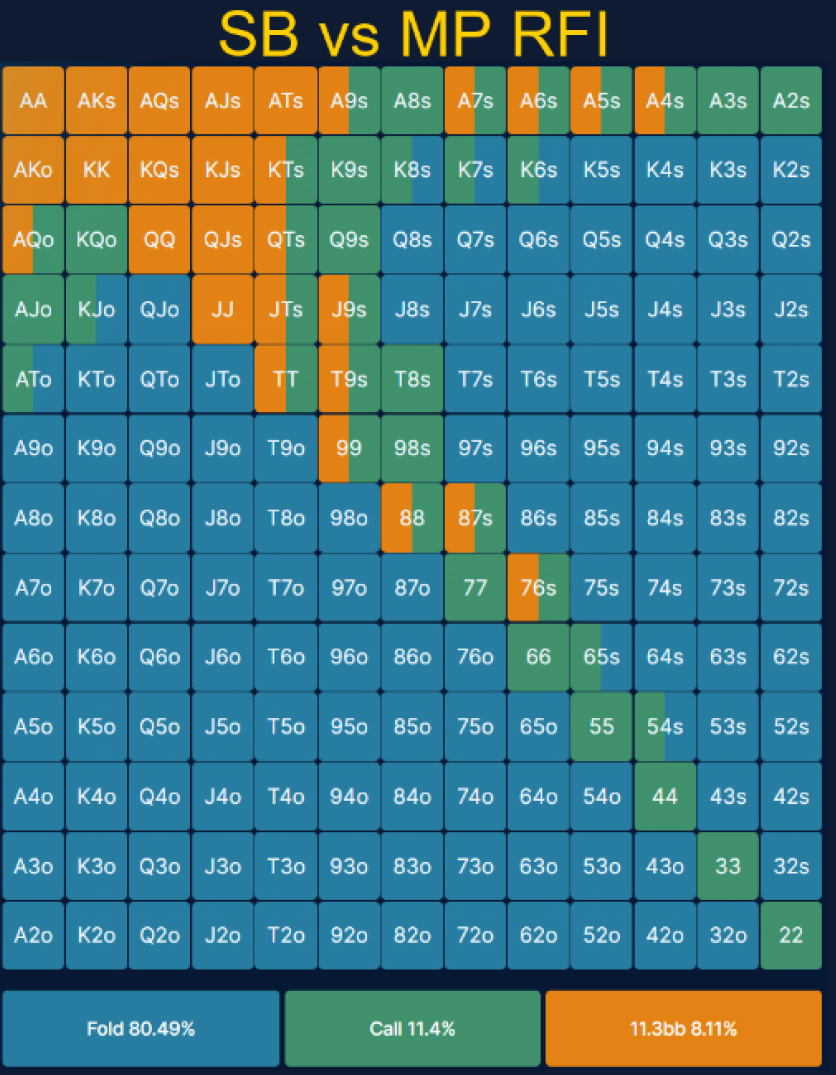 SB vs MP RFI
AA AKs AQs AJs ATs A9s A8s A7s A6s A5s A4s A3s A2s
AKo KK KQs KJs KTs K9s K8s K7s K6s K5s K4s K3s K2s
AQo KQo QQ QJs QTs Q9s Q8s Q7s Q6s Q5s Q4s Q3s Q2s
AJo KJo QJo JJ JTs J9s J8s J7s J6s J5s J4s J3s J2s
ATo KTo QTo JTo TT T9s T8s T7s T6s T5s T4s T3s T2s
A9o K9o Q9o J9o T9o 99 98s 97s 96s 95s 94s 93s 92s
A8o K8o Q8o J8o T8o 98o 88 87s 86s 85s 84s 83s 82s
A7o K7o Q7o J7o T7o 97o 87o 77 76s 75s 74s 73s 72s
A6o K6o Q6o J6o T6o 96o 86o 76o 66 65s 64s 63s 62s
A5o K5o Q5o J5o T5o 95o 85o 75o 65o 55 54s 53s 52s
A4o K4o Q4o J4o T4o 94o 84o 74o 64o 54o 44 43s 42s
A3o K3o Q3o J3o T3o 93o 83o 73o 63o 53o 43o 33 32s
A2o K2o Q2o J2o T2o 92o 82o 72o 62o 52o 42o 32o 22
Fold 80.49% Call 11.4% 11.3bb 8.11%